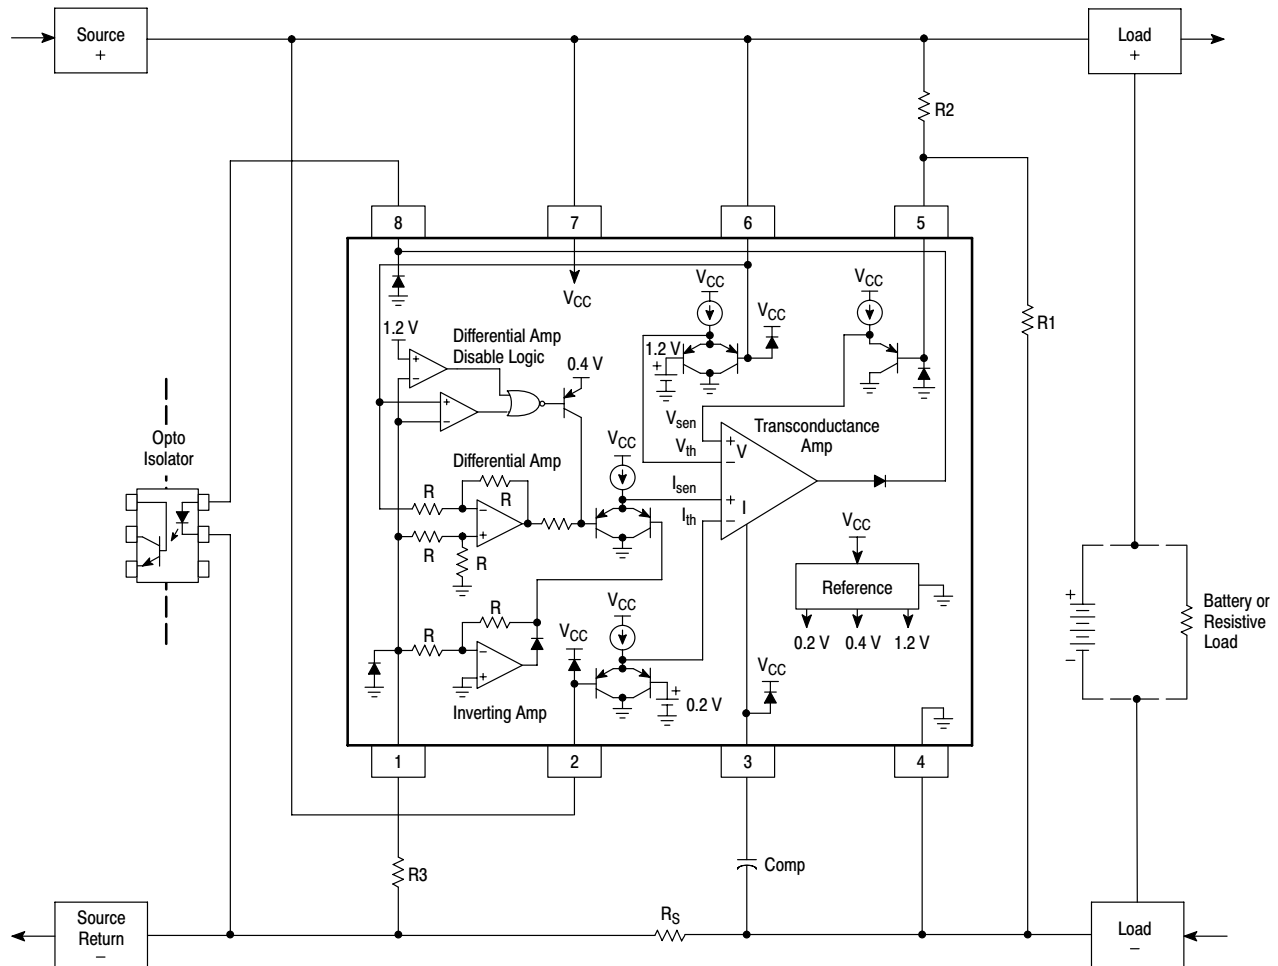 Source
+
Load
+
R2
8
7
6
5
VCC
VCC
VCC
VCC
R1
1.2 V
Differential Amp
Disable Logic
0.4 V
1.2 V
+
+
−
+
−
Vsen
Vth
Transconductance
Amp
+
V
−
Opto
Isolator
VCC
Differential Amp
R
R
−
+
R
R
Isen
Ith
+
I
−
VCC
Reference
0.2 V
0.4 V
1.2 V
+
−
Battery or
Resistive
Load
R
R
−
+
VCC
VCC
VCC
+
0.2 V
Inverting Amp
1
2
3
4
R3
Comp
RS
Source
Return
−
Load
−